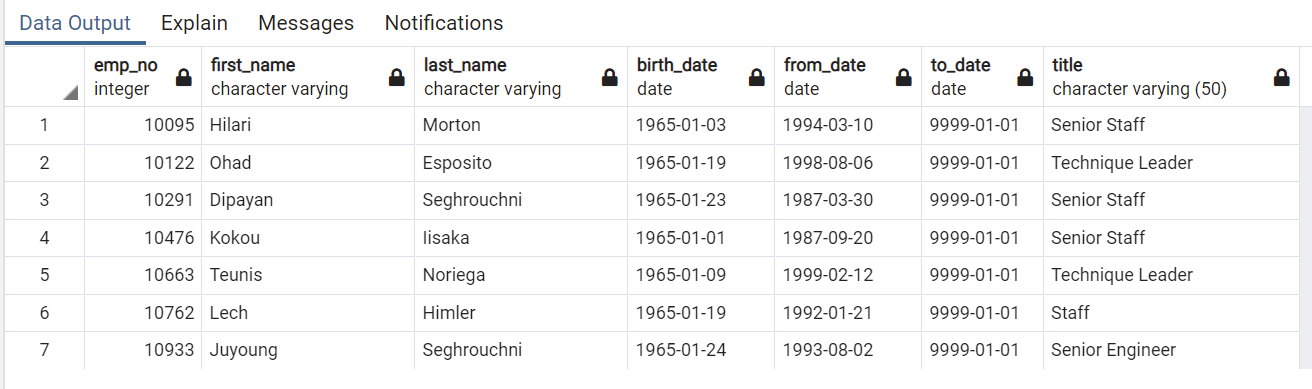 Data Output Explain Messages Notifications
emp_no first_name last_name birth_date from_date to_date title
integer character varying character varying date date date character varying (50)
1 10095 Hilari Morton 1965-01-03 1994-03-10 9999-01-01 Senior Staff
2 10122 Ohad Esposito 1965-01-19 1998-08-06 9999-01-01 Technique Leader
3 10291 Dipayan Seghrouchni 1965-01-23 1987-03-30 9999-01-01 Senior Staff
4 10476 Kokou Iisaka 1965-01-01 1987-09-20 9999-01-01 Senior Staff
5 10663 Teunis Noriega 1965-01-09 1999-02-12 9999-01-01 Technique Leader
6 10762 Lech Himler 1965-01-19 1992-01-21 9999-01-01 Staff
7 10933 Juyoung Seghrouchni 1965-01-24 1993-08-02 9999-01-01 Senior Engineer